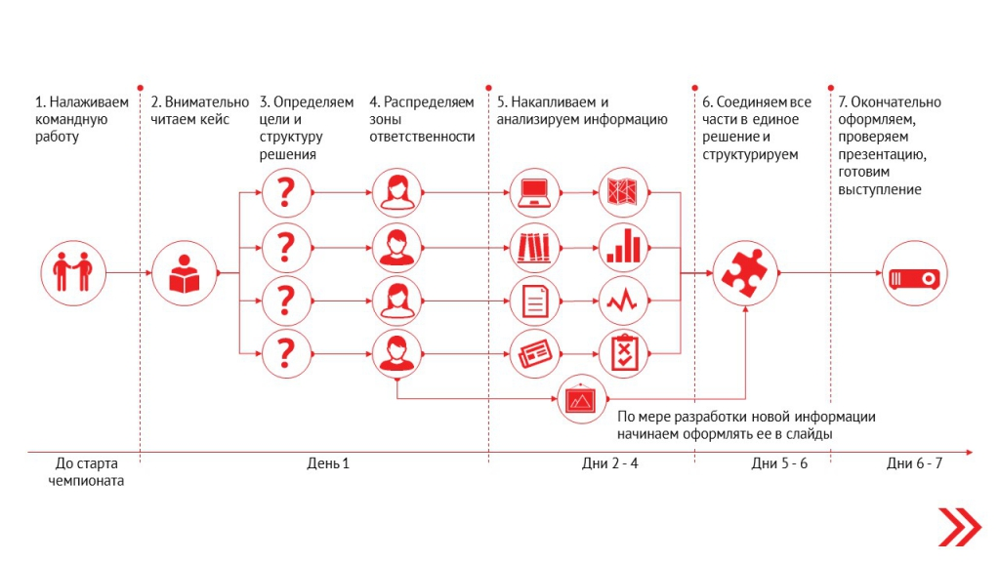 1. Налаживаем
командную
работу
2. Внимательно
читаем кейс
3. Определяем
цели и
структуру
решения
4. Распределяем
зоны
ответственности
5. Накапливаем и
анализируем информацию
6. Соединяем все
части в единое
решение и
структурируем
7. Окончательно
оформляем,
проверяем
презентацию,
готовим
выступление
? 
?
?
?
По мере разработки новой информации
начинаем оформлять ее в слайды
До старта
чемпионата
День 1
Дни 2 - 4
Дни 5 - 6
Дни 6 - 7